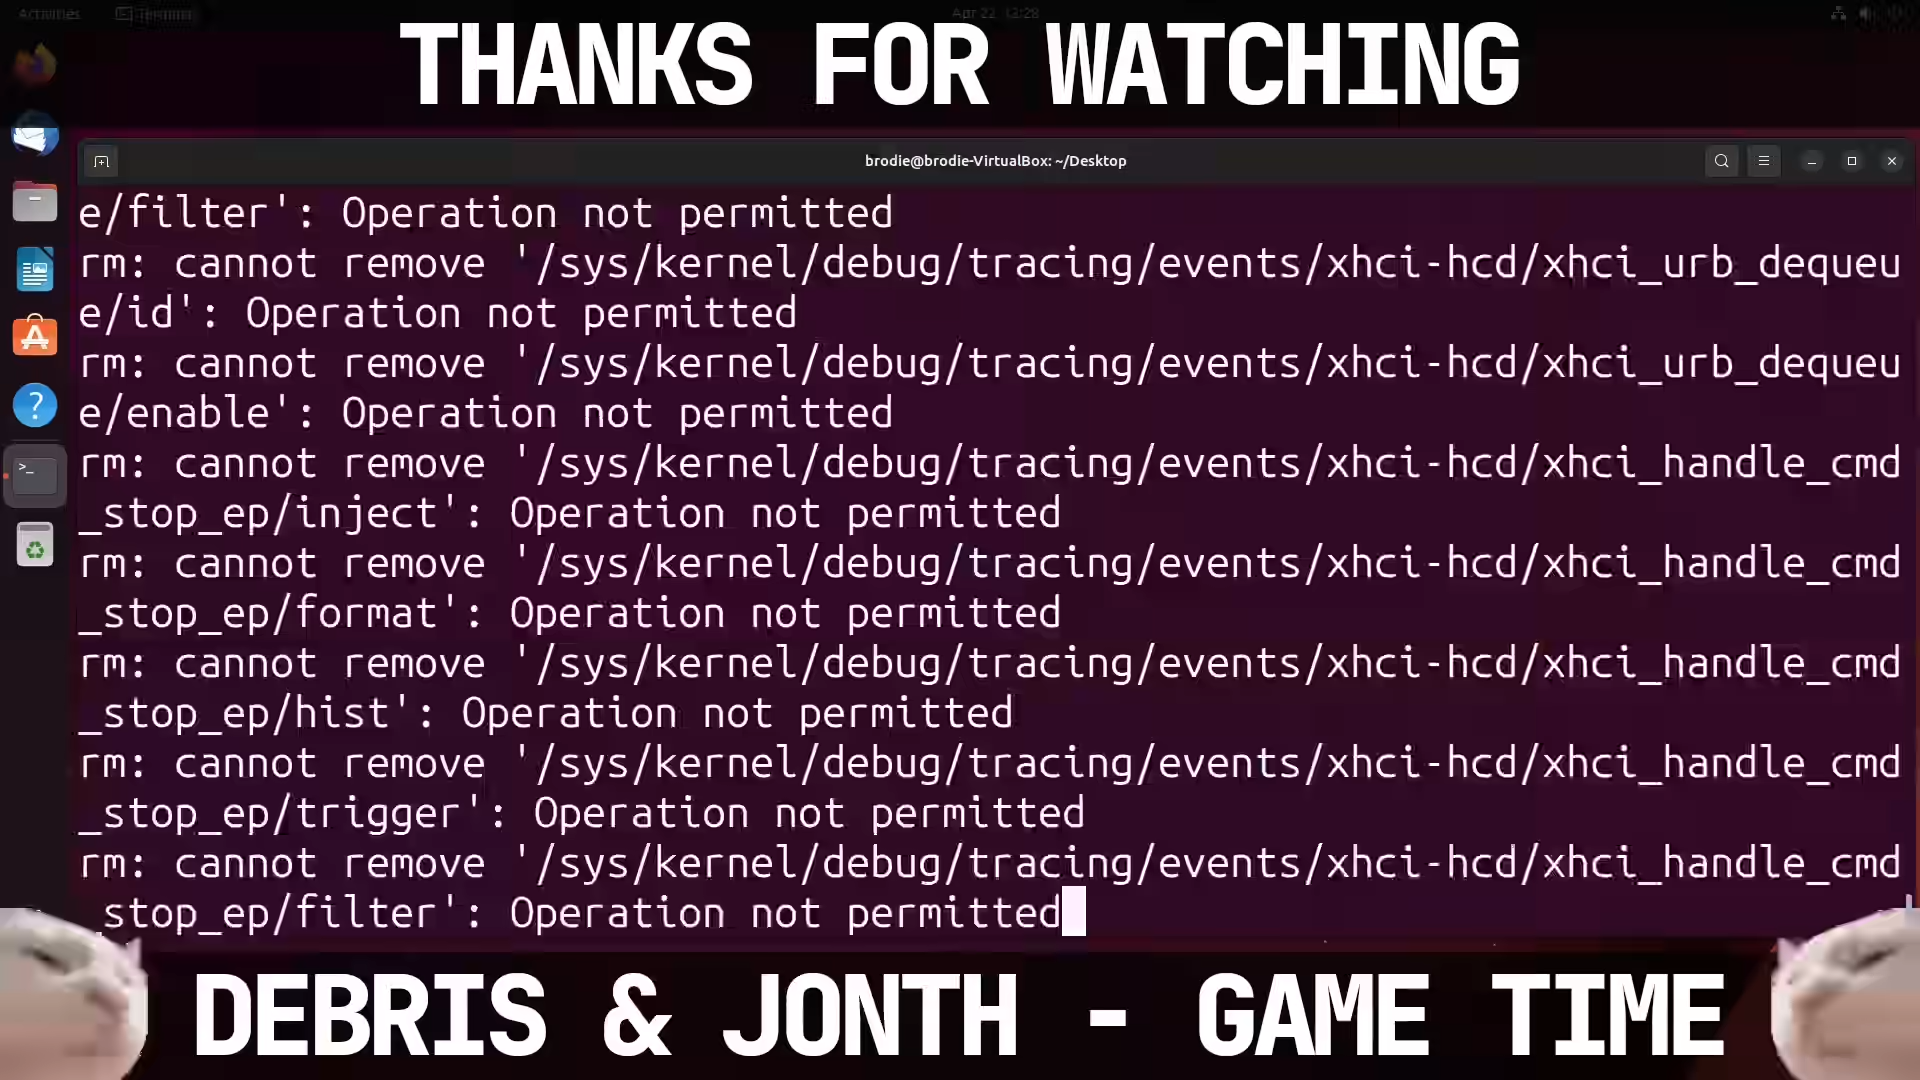 Activities
Terminal
Apr 22 13:28
THANKS FOR WATCHING
brodie@brodie-VirtualBox: ~/Desktop
e/filter': Operation not permitted
rm: cannot remove '/sys/kernel/debug/tracing/events/xhci-hcd/xhci_urb_dequeu
e/id': Operation not permitted
rm: cannot remove '/sys/kernel/debug/tracing/events/xhci-hcd/xhci_urb_dequeu
e/enable': Operation not permitted
rm: cannot remove '/sys/kernel/debug/tracing/events/xhci-hcd/xhci_handle_cmd
_stop_ep/inject': Operation not permitted
rm: cannot remove '/sys/kernel/debug/tracing/events/xhci-hcd/xhci_handle_cmd
_stop_ep/format': Operation not permitted
rm: cannot remove '/sys/kernel/debug/tracing/events/xhci-hcd/xhci_handle_cmd
_stop_ep/hist': Operation not permitted
rm: cannot remove '/sys/kernel/debug/tracing/events/xhci-hcd/xhci_handle_cmd
_stop_ep/trigger': Operation not permitted
rm: cannot remove '/sys/kernel/debug/tracing/events/xhci-hcd/xhci_handle_cmd
_stop_ep/filter': Operation not permitted
DEBRIS & JONTH - GAME TIME